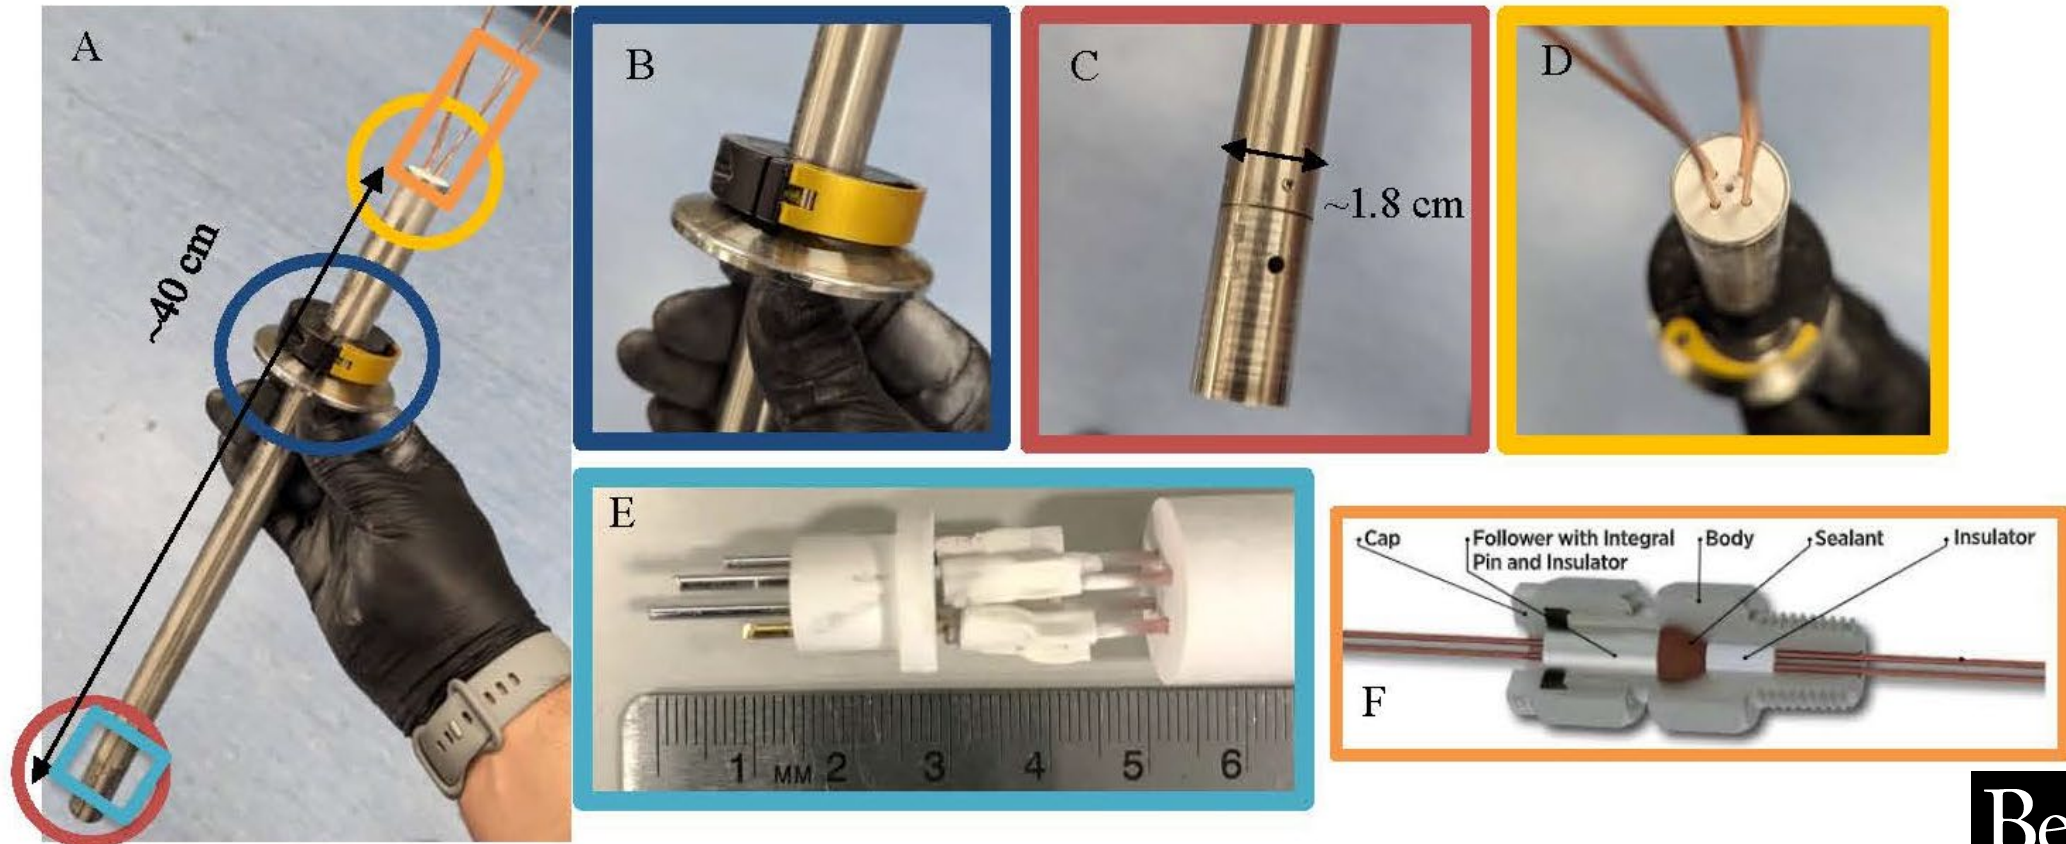 A
~40 cm
B
C
~1.8 cm
D
E
1 MM 2 3 4 5 6
Cap
Follower with Integral
Pin and Insulator
Body
Sealant
Insulator
F
Be